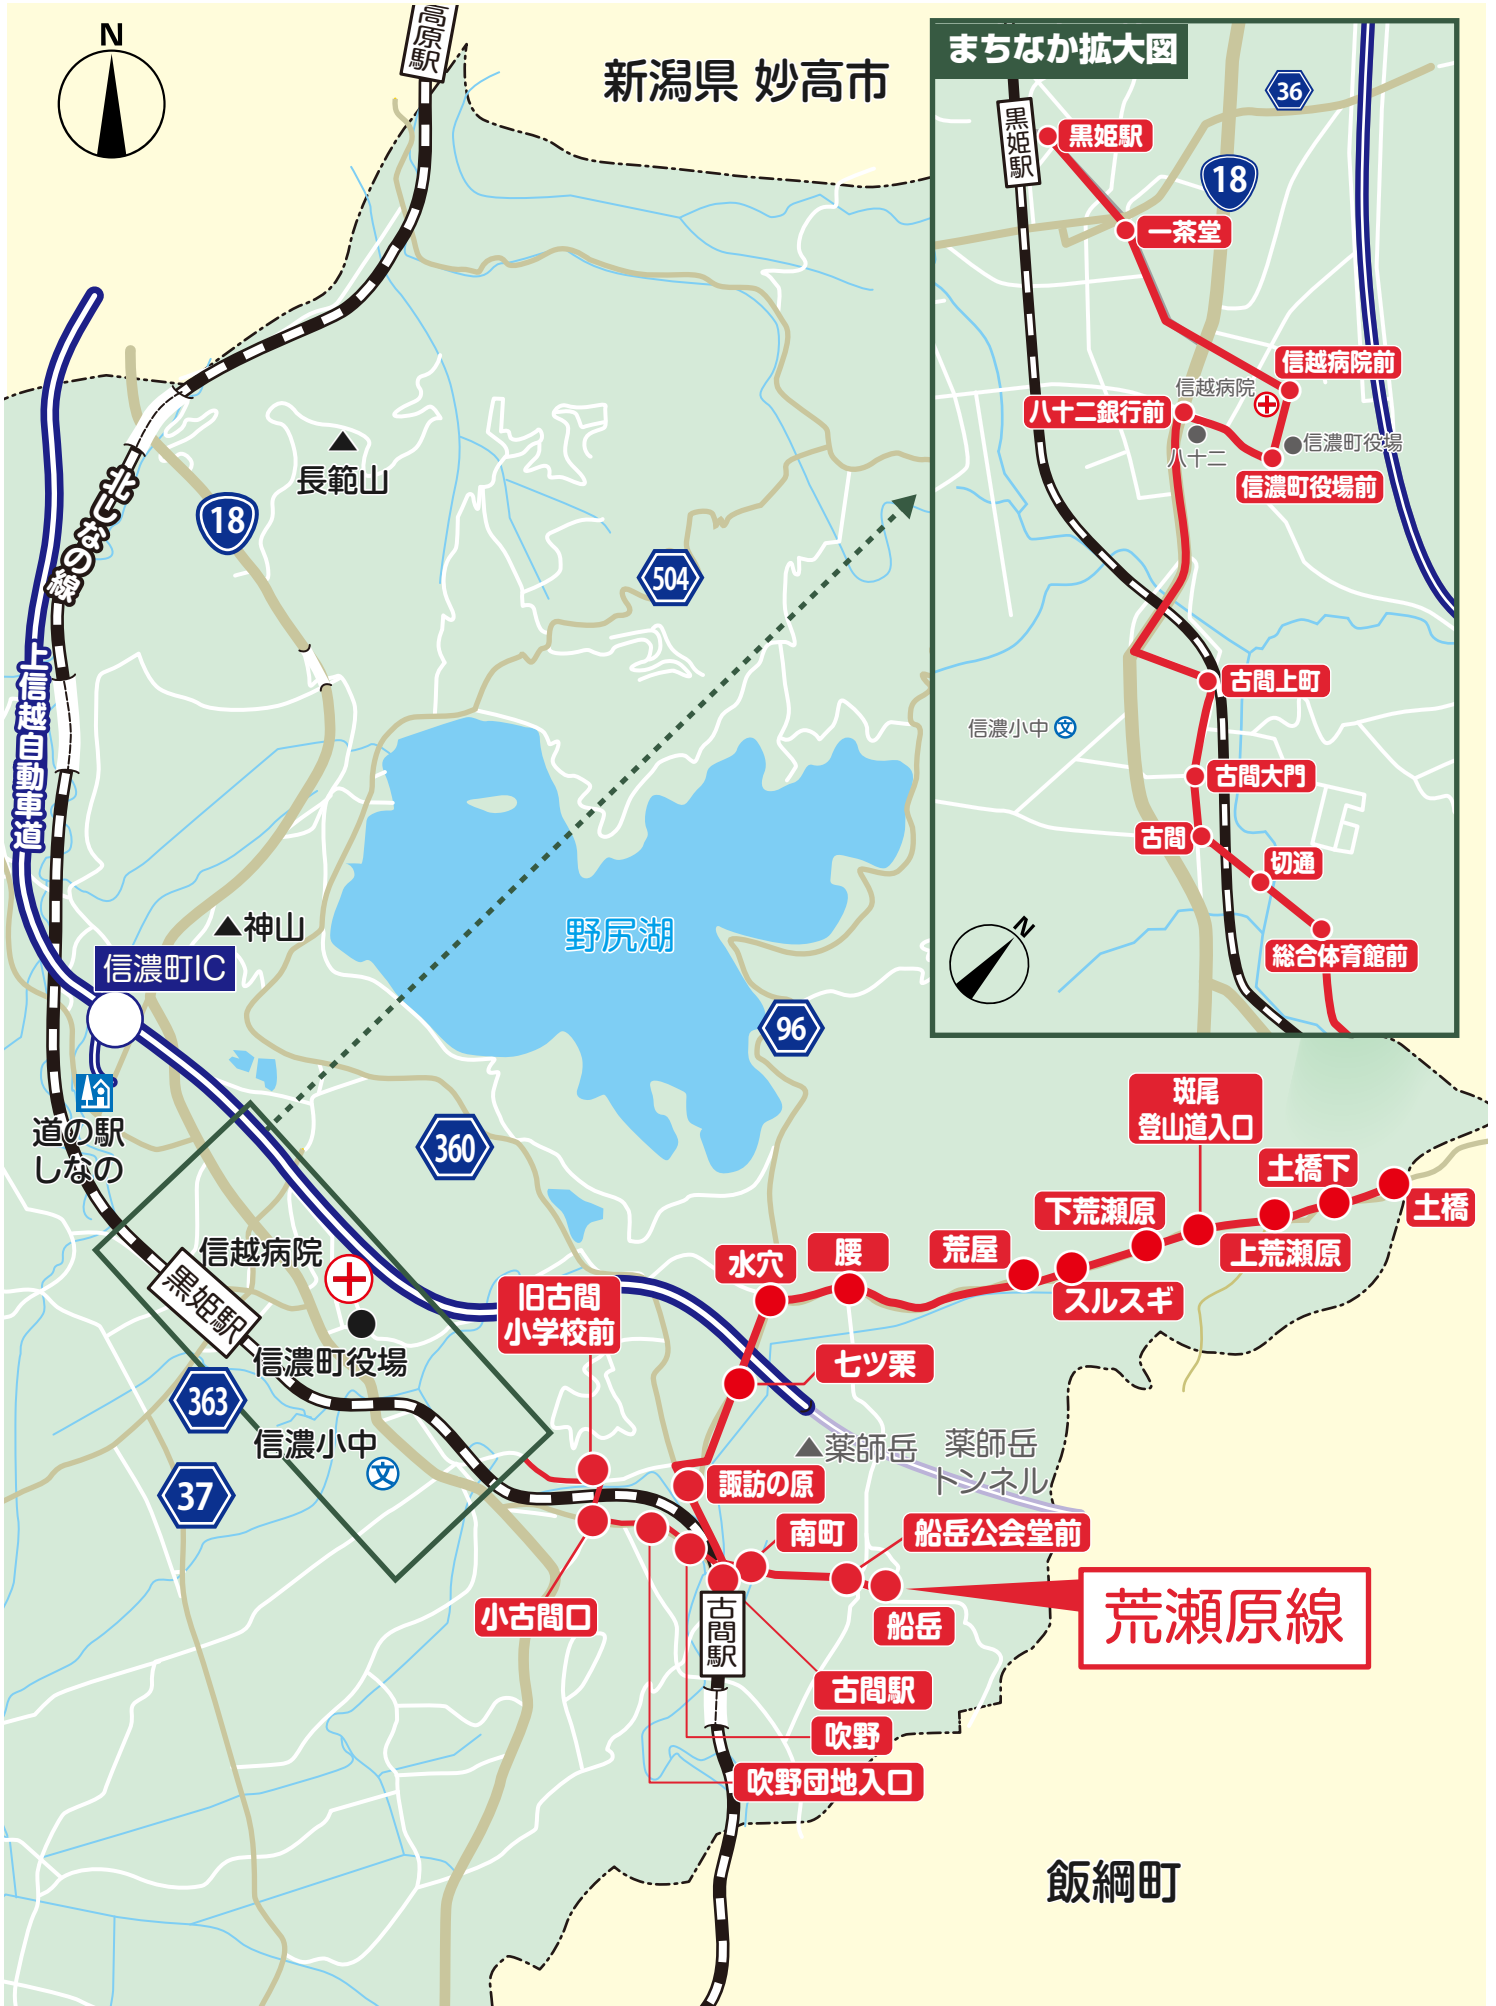 N
高原駅
新潟県 妙高市
まちなか拡大図
36
黒姫駅
黒姫駅
18
一茶堂
信越病院前
信越病院
八十二銀行前
八十二
信濃町役場
信濃町役場前
古間上町
信濃小中
文
古間大門
古間
切通
総合体育館前
N
長範山
北しなの線
18
504
上信越自動車道
神山
野尻湖
信濃町IC
96
道の駅
しなの
360
斑尾
登山道入口
土橋下
土橋
下荒瀬原
上荒瀬原
荒屋
スルスギ
腰
水穴
信越病院
黒姫駅
旧古間
小学校前
信濃町役場
七ツ栗
363
信濃小中
文
薬師岳
薬師岳
トンネル
37
諏訪の原
南町
船岳公会堂前
荒瀬原線
小古間口
古間駅
船岳
古間駅
吹野
吹野団地入口
飯綱町